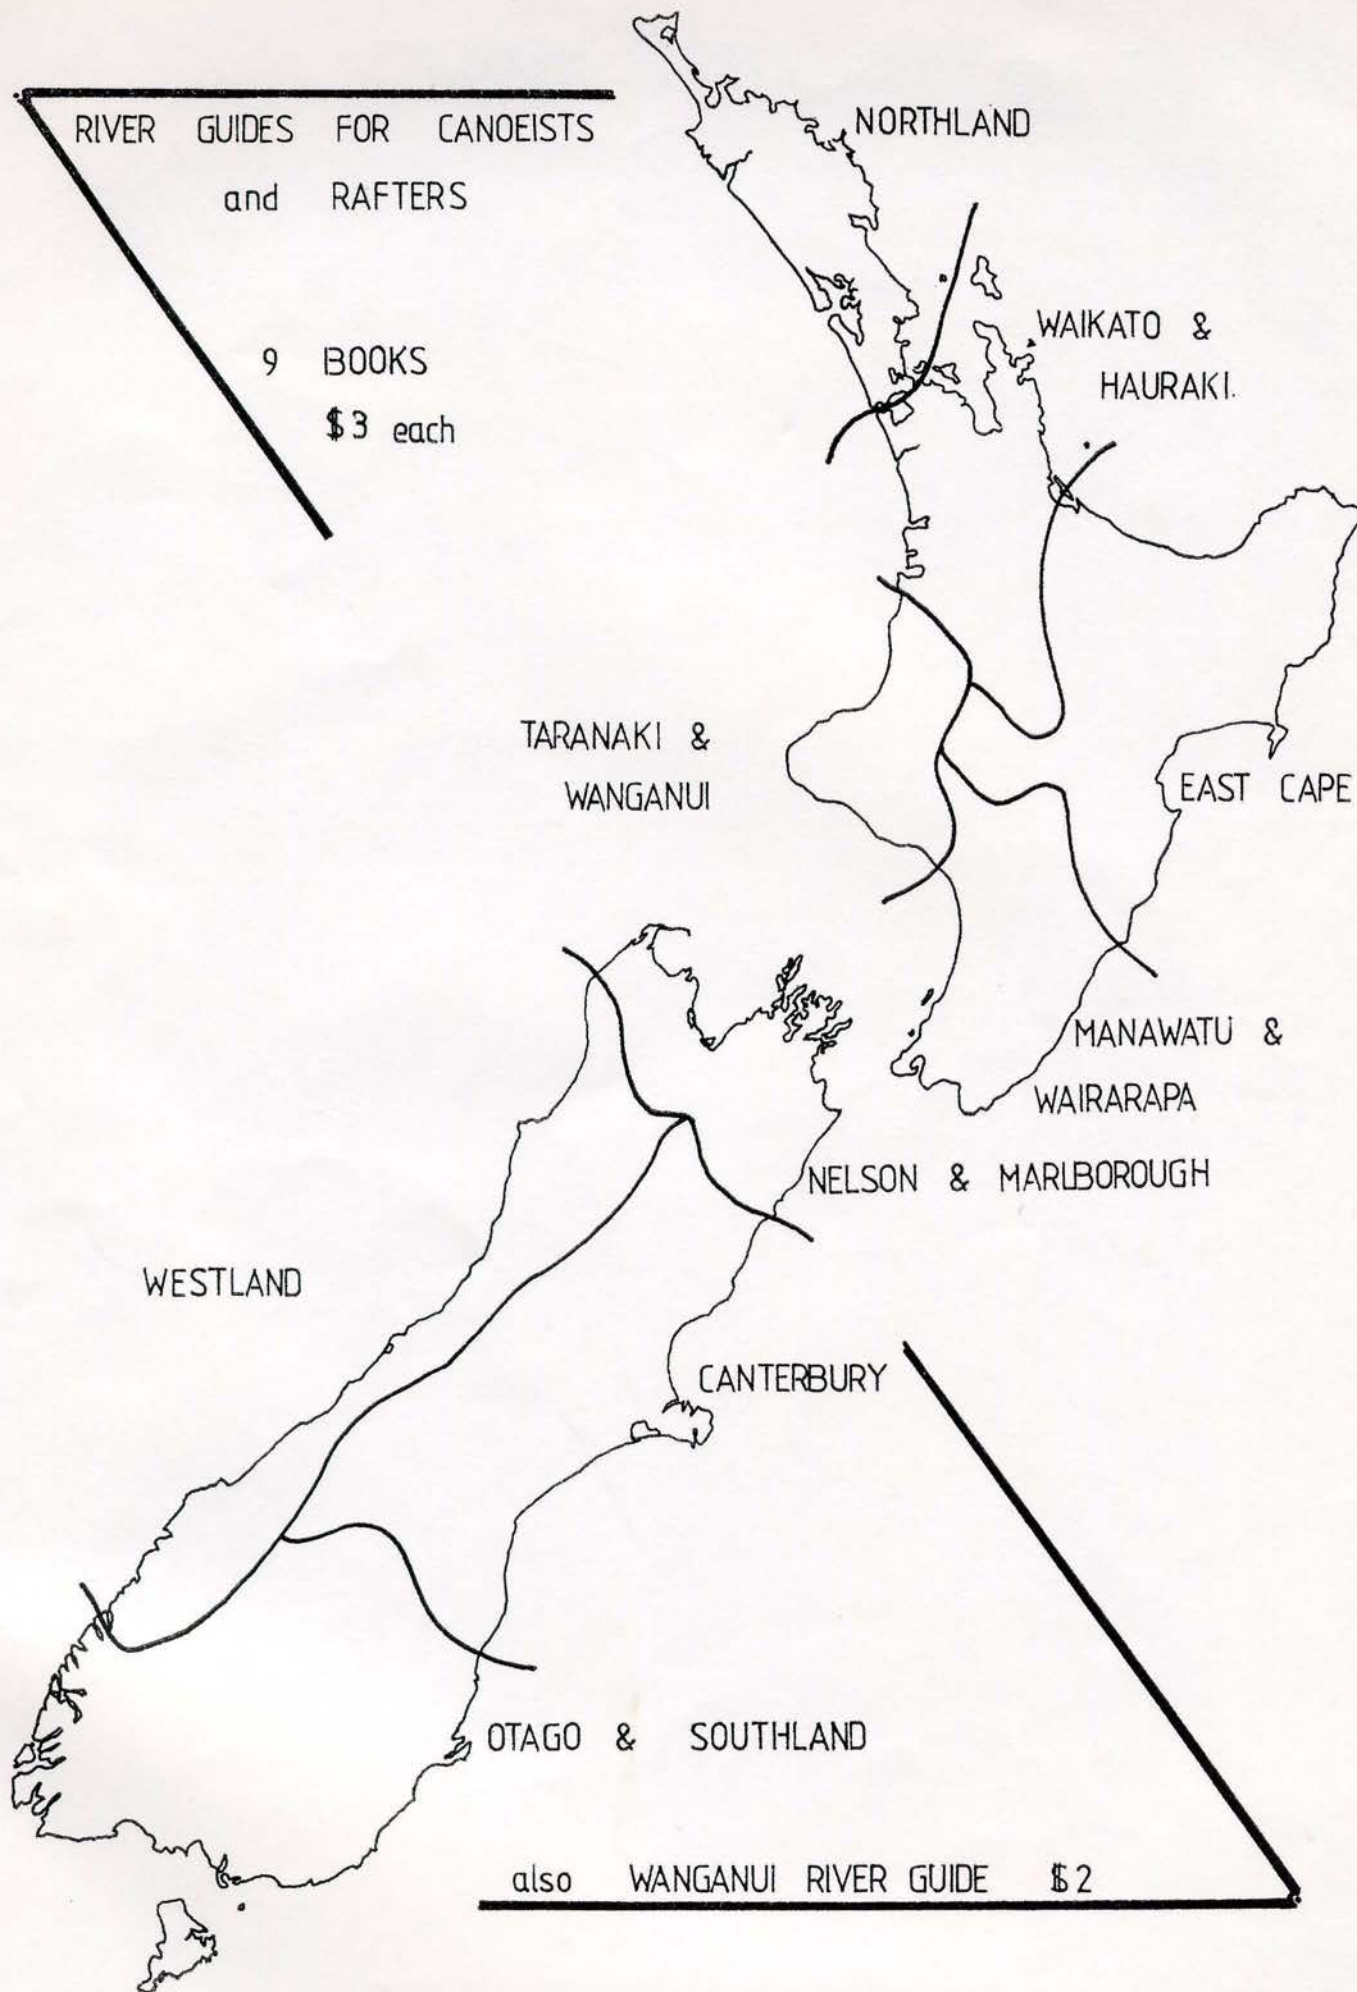 RIVER GUIDES FOR CANOEISTS
and RAFTERS
9 BOOKS
$3 each
NORTHLAND
WAIKATO &
HAURAKI.
TARANAKI &
WANGANUI
EAST CAPE
MANAWATU &
WAIRARAPA
NELSON & MARLBOROUGH
WESTLAND
CANTERBURY
OTAGO & SOUTHLAND
also WANGANUI RIVER GUIDE $2